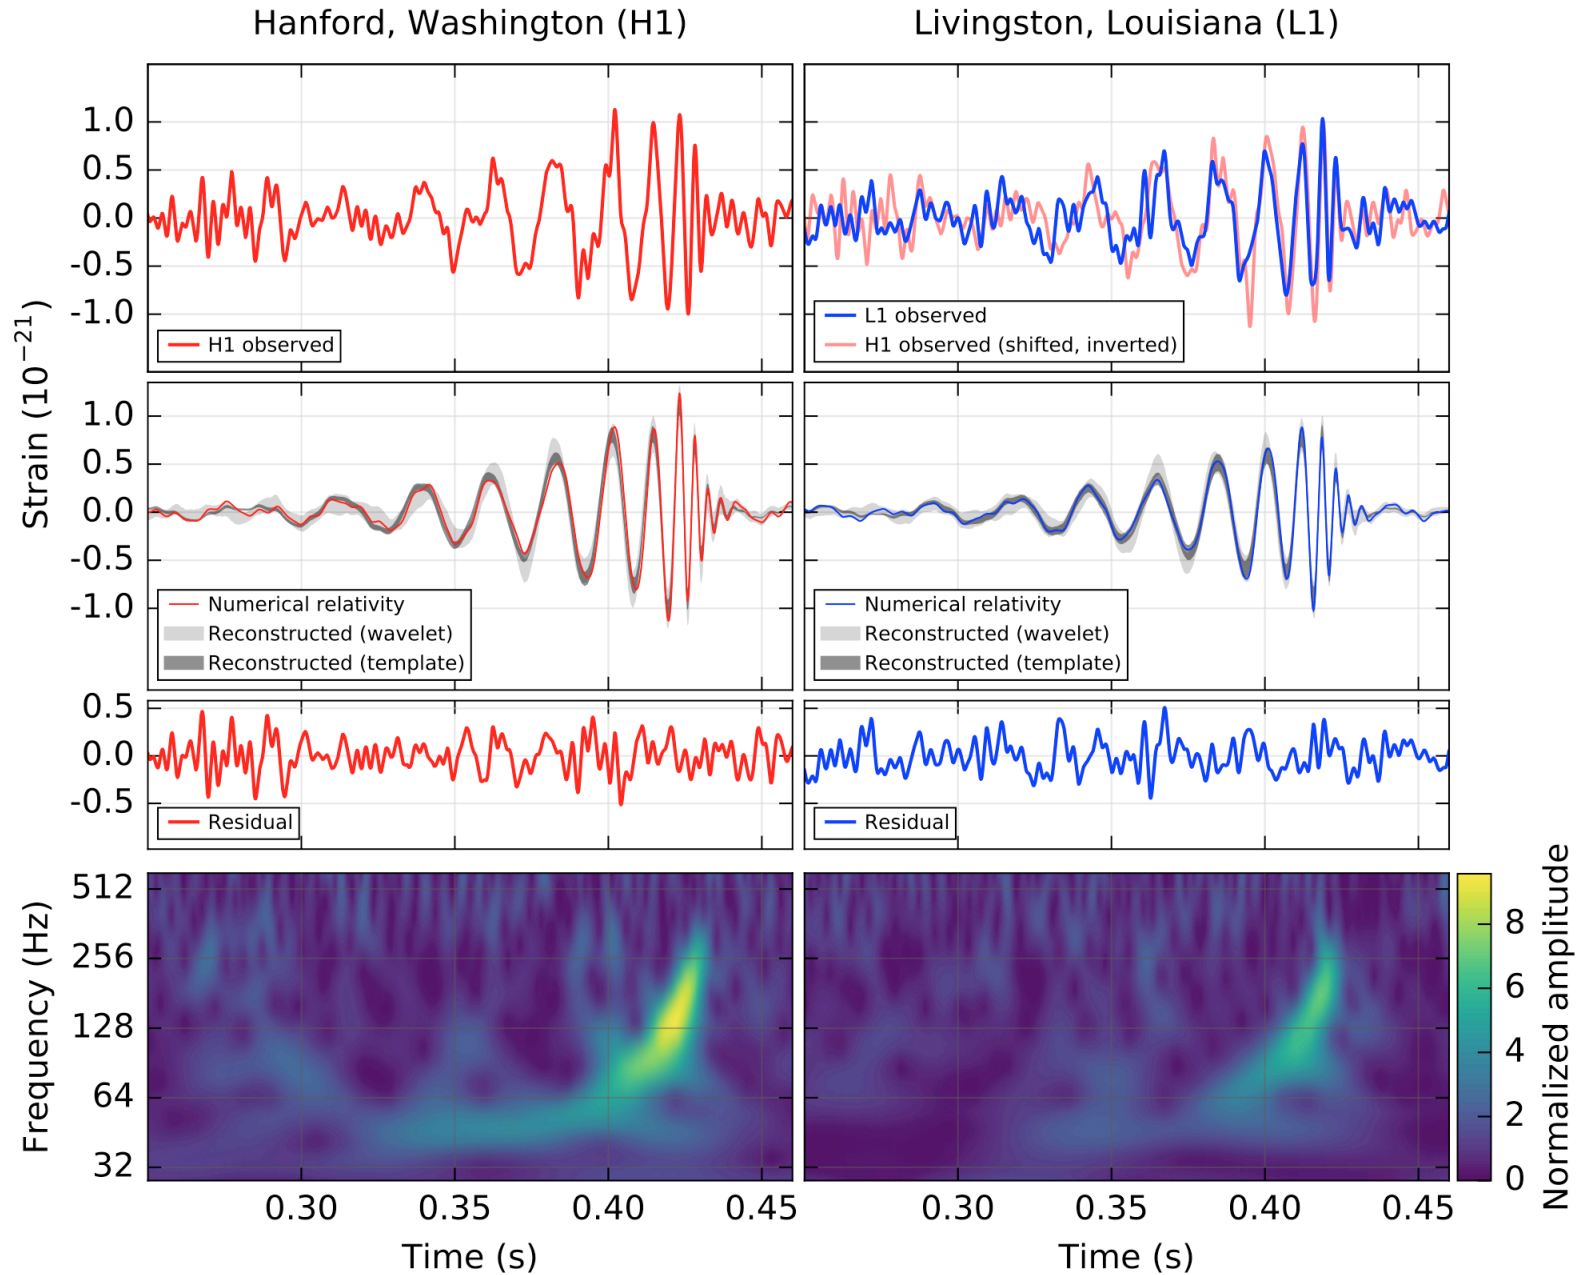 Hanford, Washington (H1)
Livingston, Louisiana (L1)
Strain (10⁻²¹)
1.0
0.5
0.0
-0.5
-1.0
H1 observed
L1 observed
H1 observed (shifted, inverted)
1.0
0.5
0.0
-0.5
-1.0
Numerical relativity
Reconstructed (wavelet)
Reconstructed (template)
Numerical relativity
Reconstructed (wavelet)
Reconstructed (template)
0.5
0.0
-0.5
Residual
Residual
Frequency (Hz)
512
256
128
64
32
Normalized amplitude
8
6
4
2
0
0.30 0.35 0.40 0.45
0.30 0.35 0.40 0.45
Time (s)
Time (s)